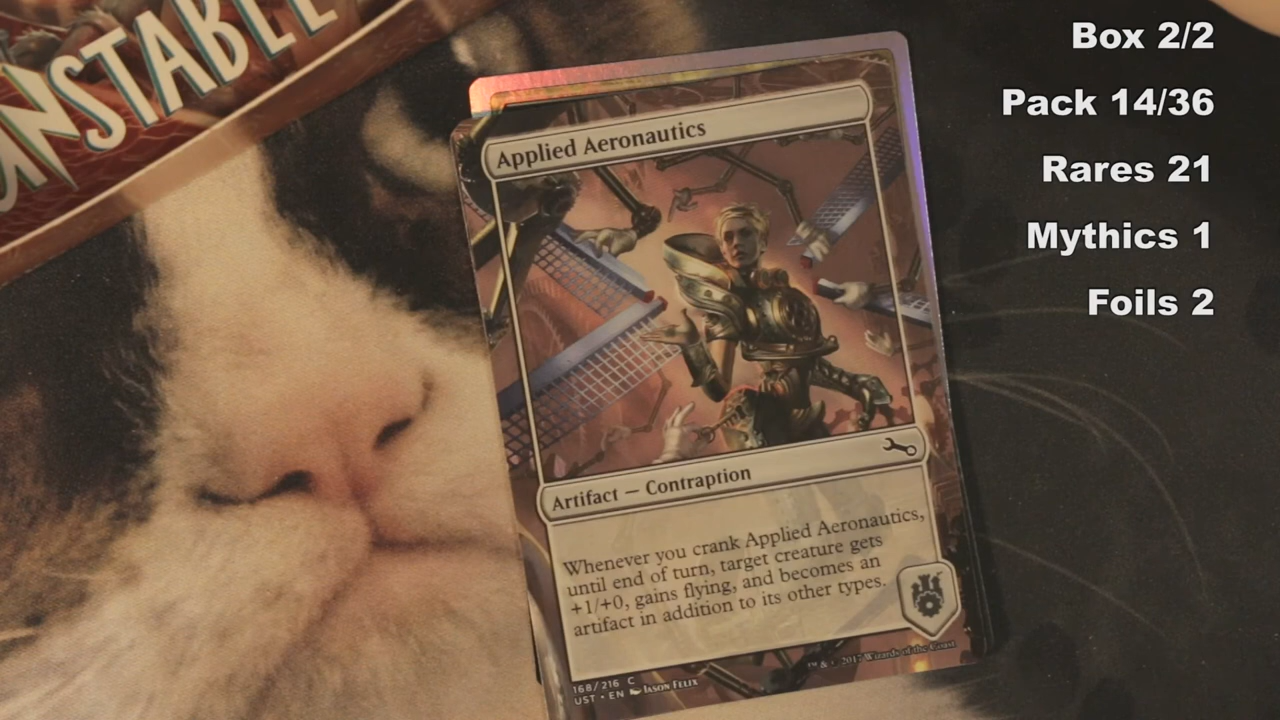 UNSTABLE
Box 2/2
Pack 14/36
Rares 21
Mythics 1
Foils 2
Applied Aeronautics
Artifact — Contraption
Whenever you crank Applied Aeronautics,
until end of turn, target creature gets
+1/+0, gains flying, and becomes an
artifact in addition to its other types.
™ & © 2017 Wizards of the Coast
168/216 C
UST • EN Jason Felix